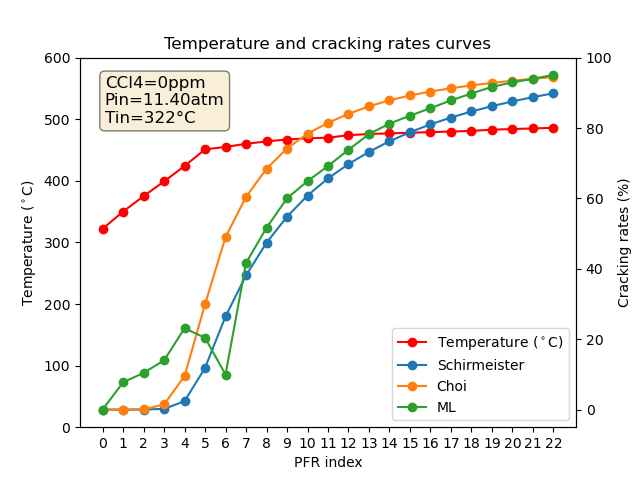 Temperature and cracking rates curves
CCl4=0ppm
Pin=11.40atm
Tin=322°C
600
500
400
300
200
100
0
Temperature (°C)
100
80
60
40
20
0
Cracking rates (%)
Temperature (°C)
Schirmeister
Choi
ML
0 1 2 3 4 5 6 7 8 9 10 11 12 13 14 15 16 17 18 19 20 21 22
PFR index